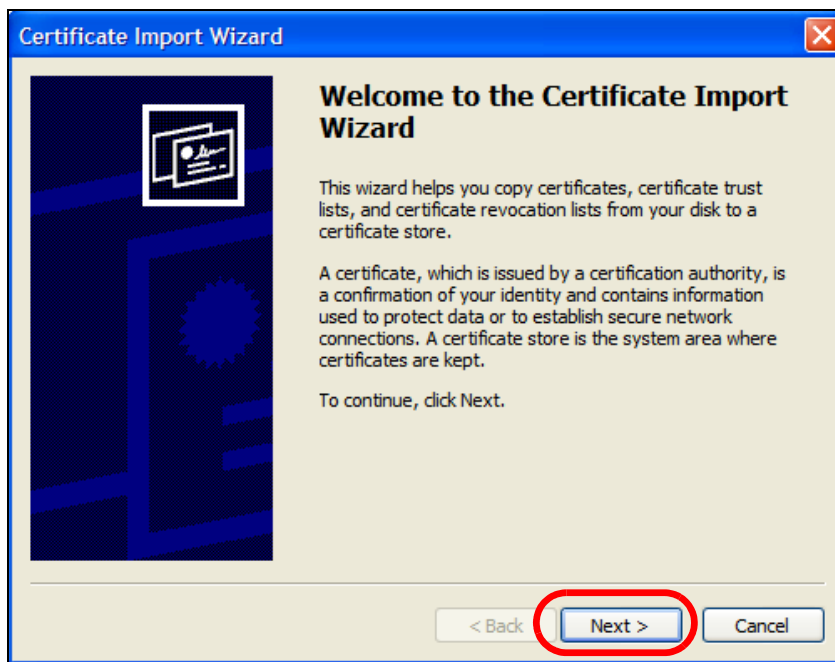 Certificate Import Wizard
Welcome to the Certificate Import
Wizard
This wizard helps you copy certificates, certificate trust
lists, and certificate revocation lists from your disk to a
certificate store.
A certificate, which is issued by a certification authority, is
a confirmation of your identity and contains information
used to protect data or to establish secure network
connections. A certificate store is the system area where
certificates are kept.
To continue, click Next.
< Back Next > Cancel